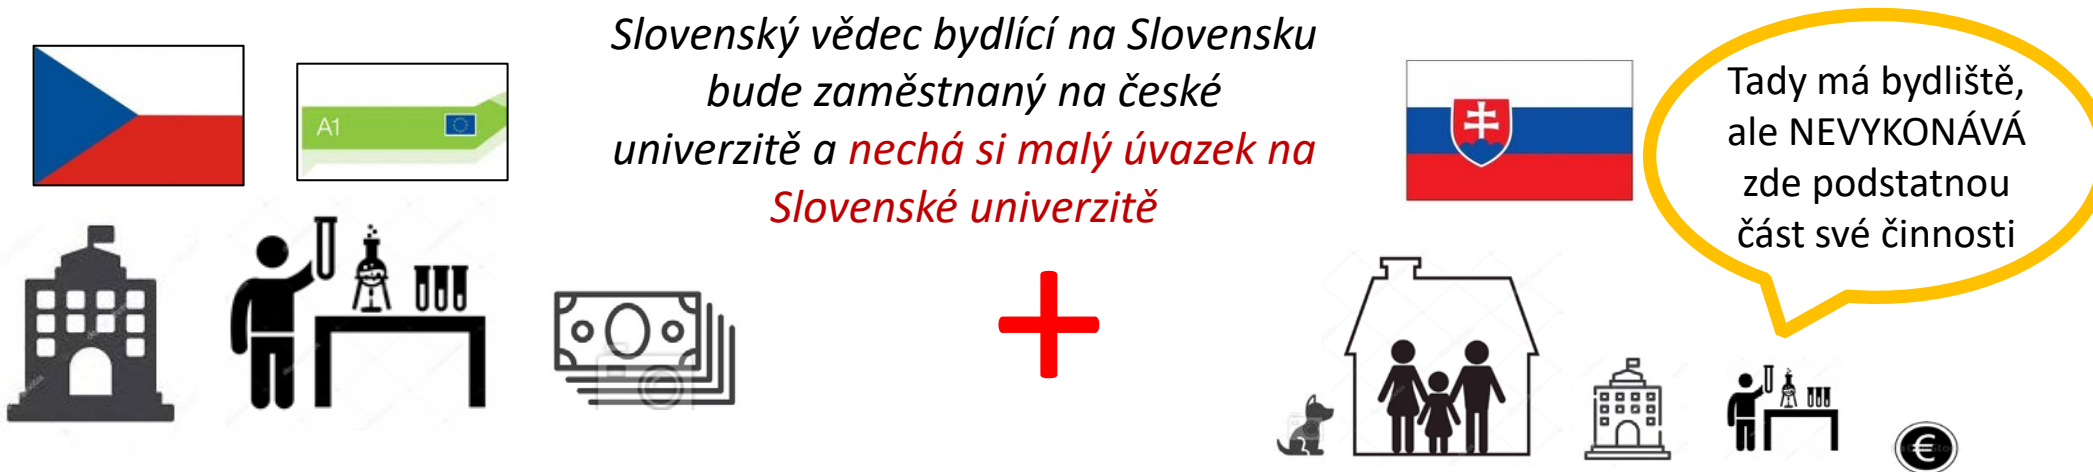 Slovenský vědec bydlící na Slovensku
bude zaměstnaný na české
univerzitě a nechá si malý úvazek na
Slovenské univerzitě
A1
Tady má bydliště,
ale NEVYKONÁVÁ
zde podstatnou
část své činnosti
€